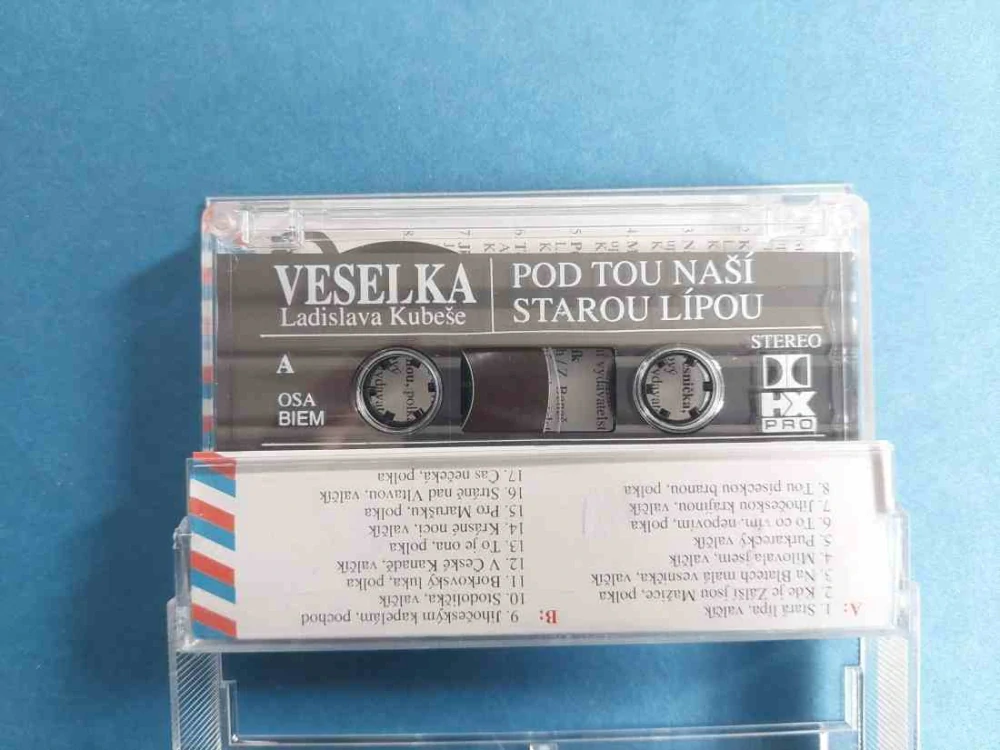 VESELKA
Ladislava Kubeše
POD TOU NAŠÍ
STAROU LÍPOU
A
OSA
BIEM
STEREO
HX
PRO
A:
1. Stará lípa, valčík
2. Kde je Zálší jsou Mažice, polka
3. Na Blatech malá vesnička, valčík
4. Milovala jsem, valčík
5. Purkarecký valčík
6. To co vím, nepovím, polka
7. Jihočeskou krajinou, valčík
8. Tou píseckou branou, polka
B:
9. Jihočeským kapelám, pochod
10. Stodolička, valčík
11. Borkovský luka, polka
12. V České Kanadě, valčík
13. To je ona, polka
14. Krásné noci, valčík
15. Pro Marušku, polka
16. Stráně nad Vltavou, valčík
17. Čas nečeká, polka